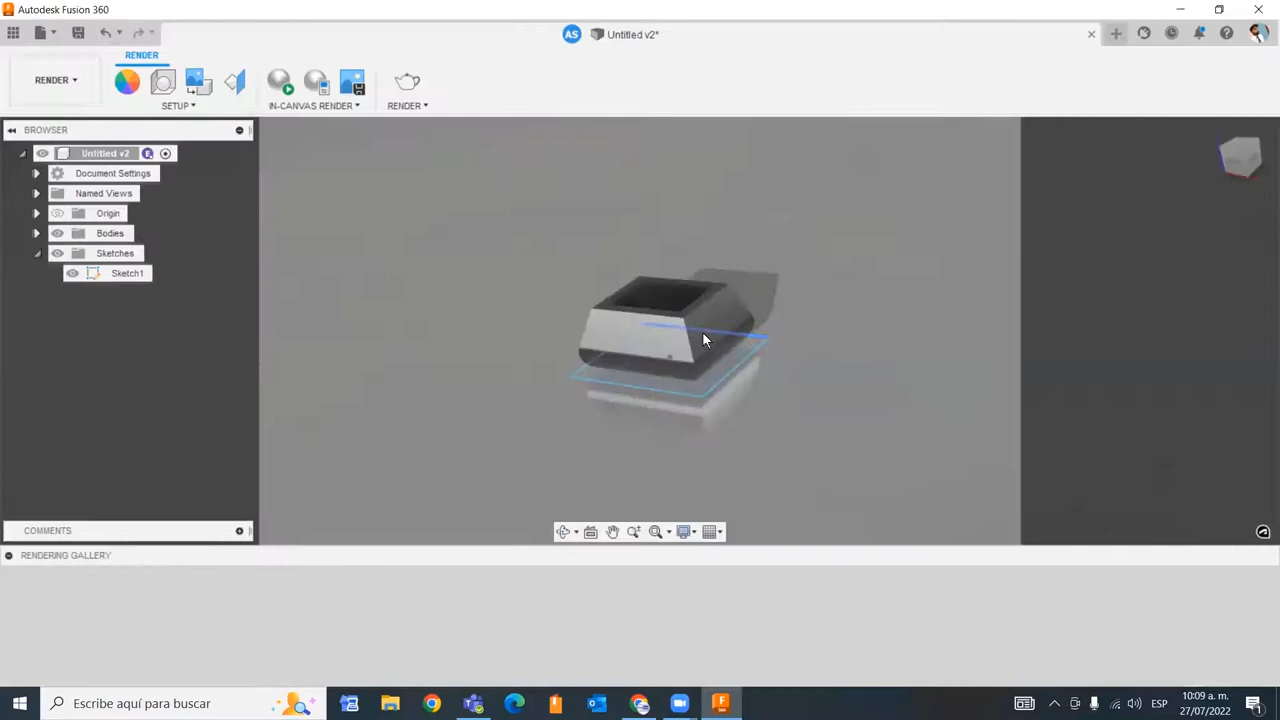 Autodesk Fusion 360
AS Untitled v2*
RENDER
RENDER
SETUP
IN-CANVAS RENDER
RENDER
BROWSER
Untitled v2
Document Settings
Named Views
Origin
Bodies
Sketches
Sketch1
COMMENTS
RENDERING GALLERY
Escribe aquí para buscar
ESP
10:09 a. m.
27/07/2022